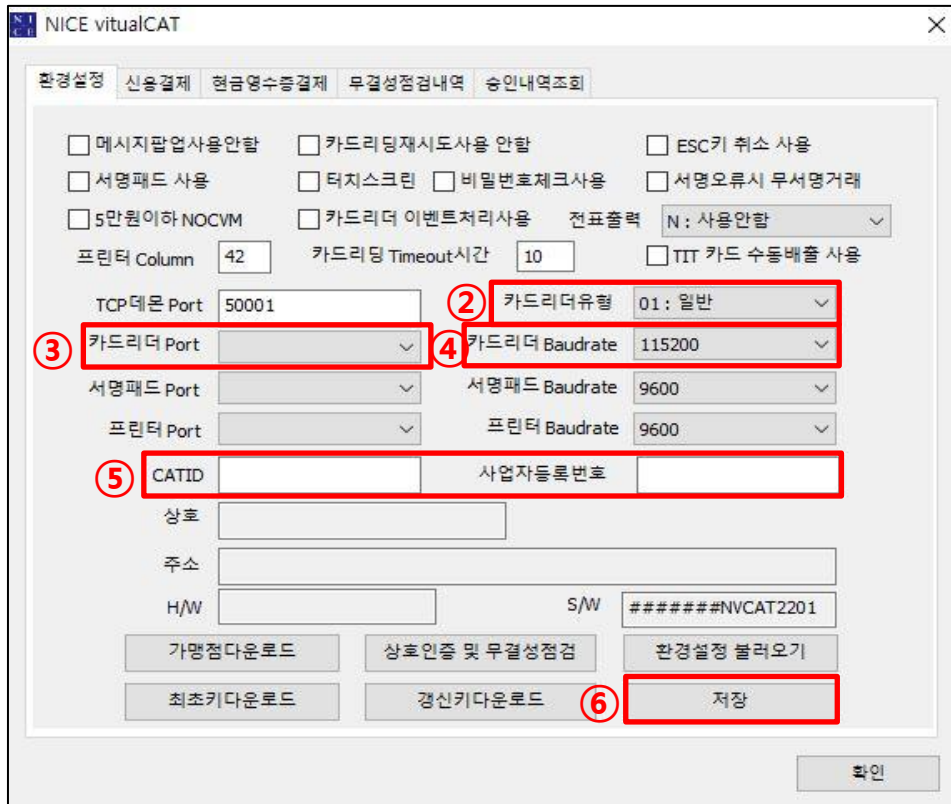 NICE NICE vitualCAT
환경설정 신용결제 현금영수증결제 무결성점검내역 승인내역조회
메시지팝업사용안함 카드리딩재시도사용 안함 ESC키 취소 사용
서명패드 사용 터치스크린 비밀번호체크사용 서명오류시 무서명거래
5만원이하 NOCVM 카드리더 이벤트처리사용 전표출력 N : 사용안함
프린터 Column 42 카드리딩 Timeout시간 10 TIT 카드 수동배출 사용
TCP데몬 Port 50001 ② 카드리더유형 01 : 일반
③ 카드리더 Port ④ 카드리더 Baudrate 115200
서명패드 Port 서명패드 Baudrate 9600
프린터 Port 프린터 Baudrate 9600
⑤ CATID 사업자등록번호
상호
주소
H/W S/W #######NVCAT2201
가맹점다운로드 상호인증 및 무결성점검 환경설정 불러오기
최초키다운로드 갱신키다운로드 ⑥ 저장
확인